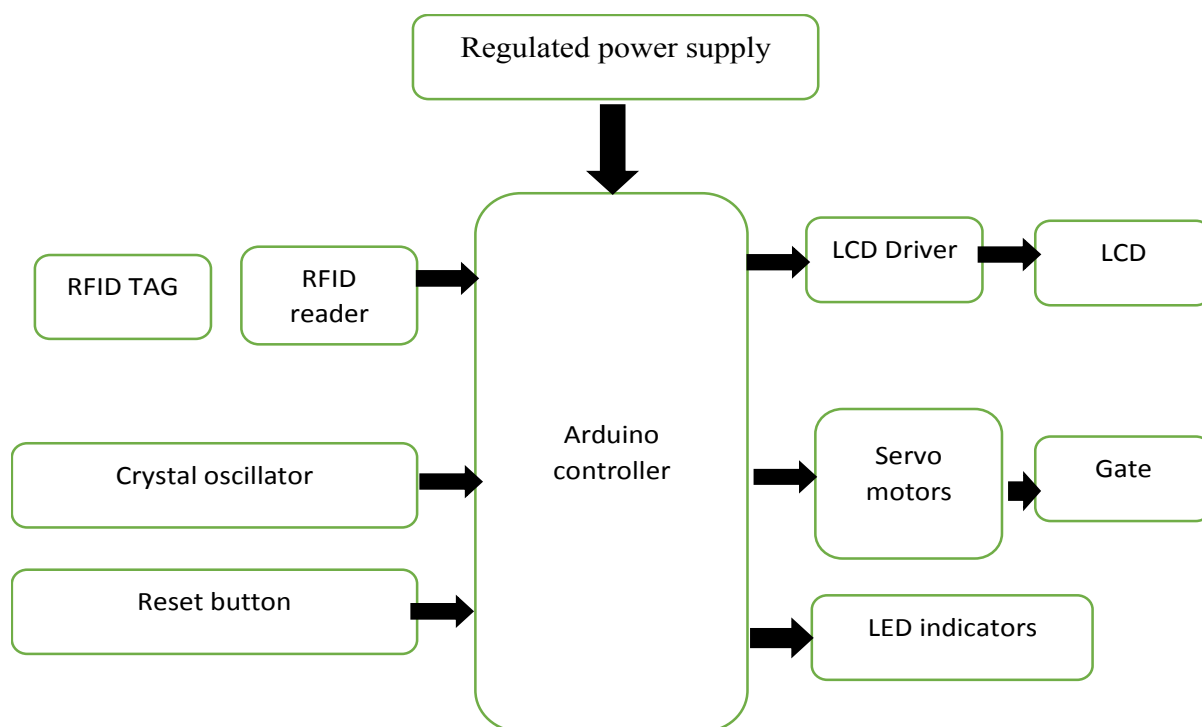 Regulated power supply
RFID TAG
RFID
reader
LCD Driver
LCD
Crystal oscillator
Arduino
controller
Servo
motors
Gate
Reset button
LED indicators